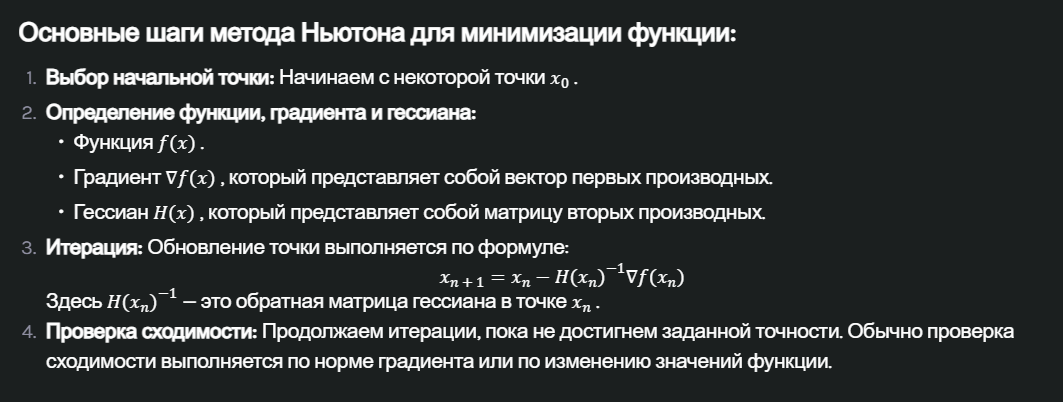 Основные шаги метода Ньютона для минимизации функции:
1. Выбор начальной точки: Начинаем с некоторой точки x₀ .
2. Определение функции, градиента и гессиана:
• Функция f(x) .
• Градиент ∇f(x) , который представляет собой вектор первых производных.
• Гессиан H(x) , который представляет собой матрицу вторых производных.
3. Итерация: Обновление точки выполняется по формуле:
xₙ₊₁ = xₙ − H(xₙ)⁻¹∇f(xₙ)
Здесь H(xₙ)⁻¹ — это обратная матрица гессиана в точке xₙ .
4. Проверка сходимости: Продолжаем итерации, пока не достигнем заданной точности. Обычно проверка
сходимости выполняется по норме градиента или по изменению значений функции.